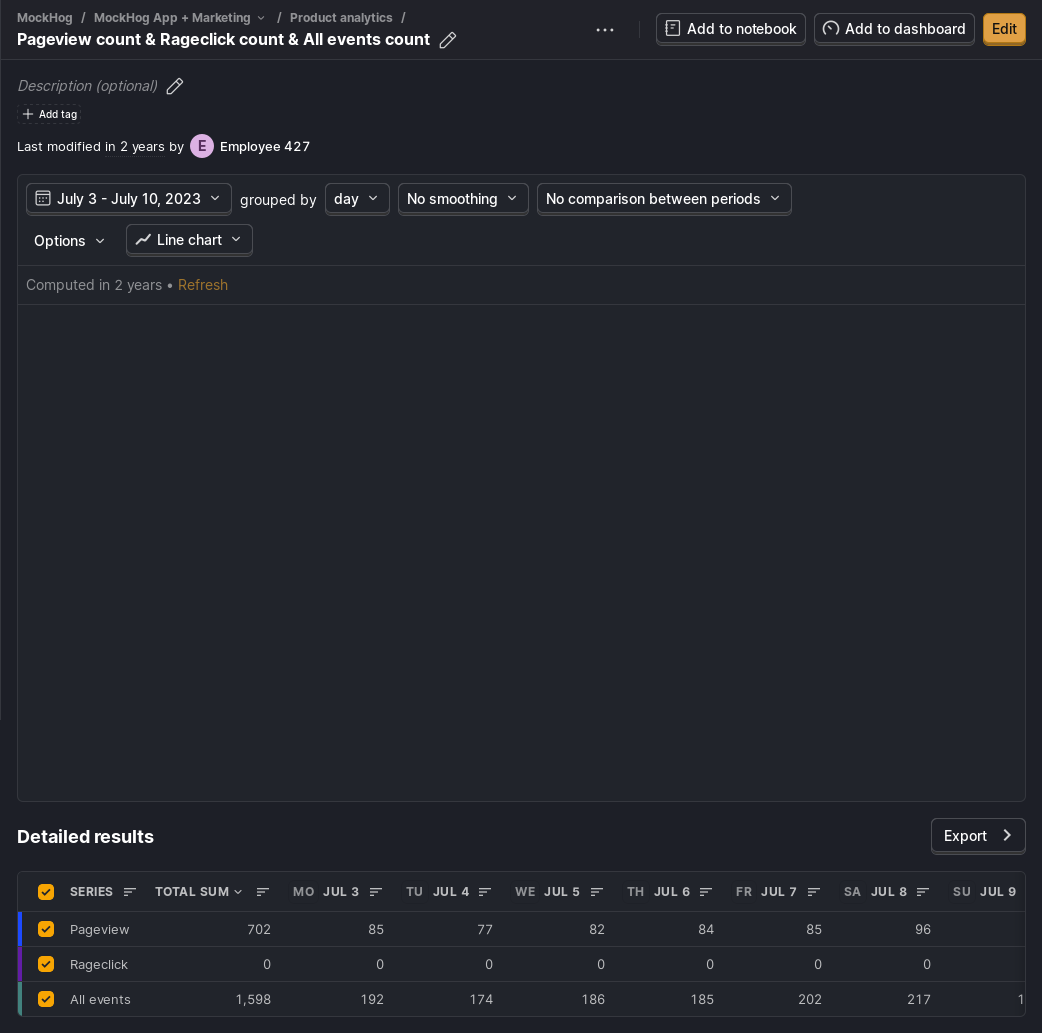 MockHog / MockHog App + Marketing / Product analytics /
Pageview count & Rageclick count & All events count
Add to notebook Add to dashboard Edit
Description (optional)
Add tag
Last modified in 2 years by E Employee 427
July 3 - July 10, 2023 grouped by day No smoothing No comparison between periods
Options Line chart
Computed in 2 years • Refresh
Detailed results
Export
SERIES TOTAL SUM MO JUL 3 TU JUL 4 WE JUL 5 TH JUL 6 FR JUL 7 SA JUL 8 SU JUL 9
Pageview 702 85 77 82 84 85 96
Rageclick 0 0 0 0 0 0 0
All events 1,598 192 174 186 185 202 217